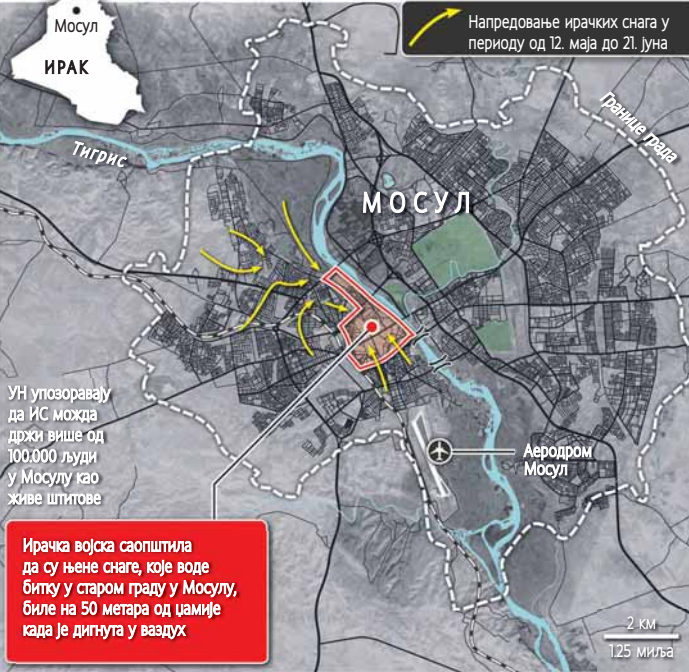 Мосул
ИРАК
Напредовање ирачких снага у
периоду од 12. маја до 21. јуна
Границе града
Тигрис
МОСУЛ
УН упозоравају
да ИС можда
држи више од
100.000 људи
у Мосулу као
живе штитове
Аеродром
Мосул
Ирачка војска саопштила
да су њене снаге, које воде
битку у старом граду у Мосулу,
биле на 50 метара од џамије
када је дигнута у ваздух
2 км
1.25 миља